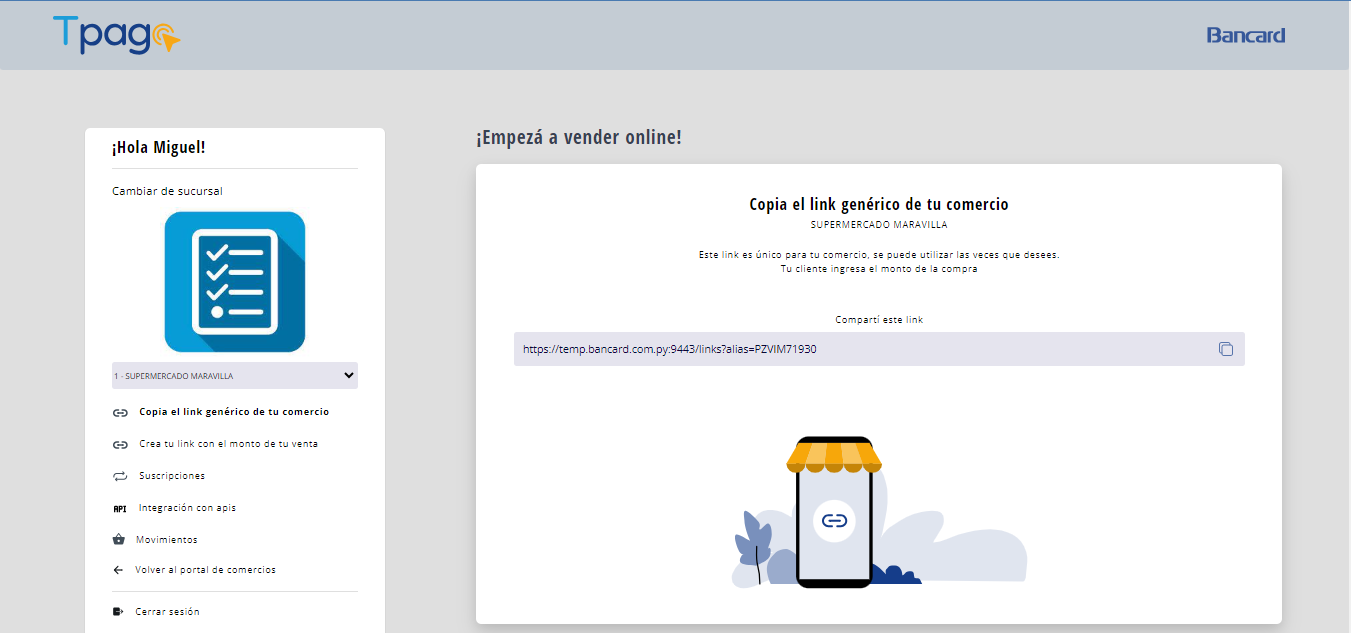 Tpago
Bancard
¡Hola Miguel!
Cambiar de sucursal
1 - SUPERMERCADO MARAVILLA
Copia el link genérico de tu comercio
Crea tu link con el monto de tu venta
Suscripciones
API Integración con apis
Movimientos
Volver al portal de comercios
Cerrar sesión
¡Empezá a vender online!
Copia el link genérico de tu comercio
SUPERMERCADO MARAVILLA
Este link es único para tu comercio, se puede utilizar las veces que desees.
Tu cliente ingresa el monto de la compra
Compartí este link
https://temp.bancard.com.py:9443/links?alias=PZVIM71930